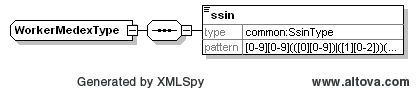 WorkerMedexType
ssin
type common:SsinType
pattern [0-9][0-9](([0][0-9])|([1][0-2]))(...
Generated by XMLSpy
www.altova.com